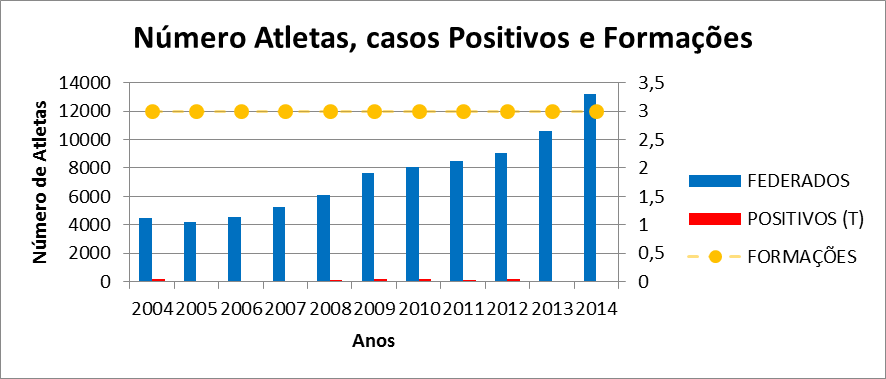 Número Atletas, casos Positivos e Formações
14000
12000
10000
8000
6000
4000
2000
0
Número de Atletas
3,5
3
2,5
2
1,5
1
0,5
0
2004 2005 2006 2007 2008 2009 2010 2011 2012 2013 2014
Anos
FEDERADOS
POSITIVOS (T)
FORMAÇÕES